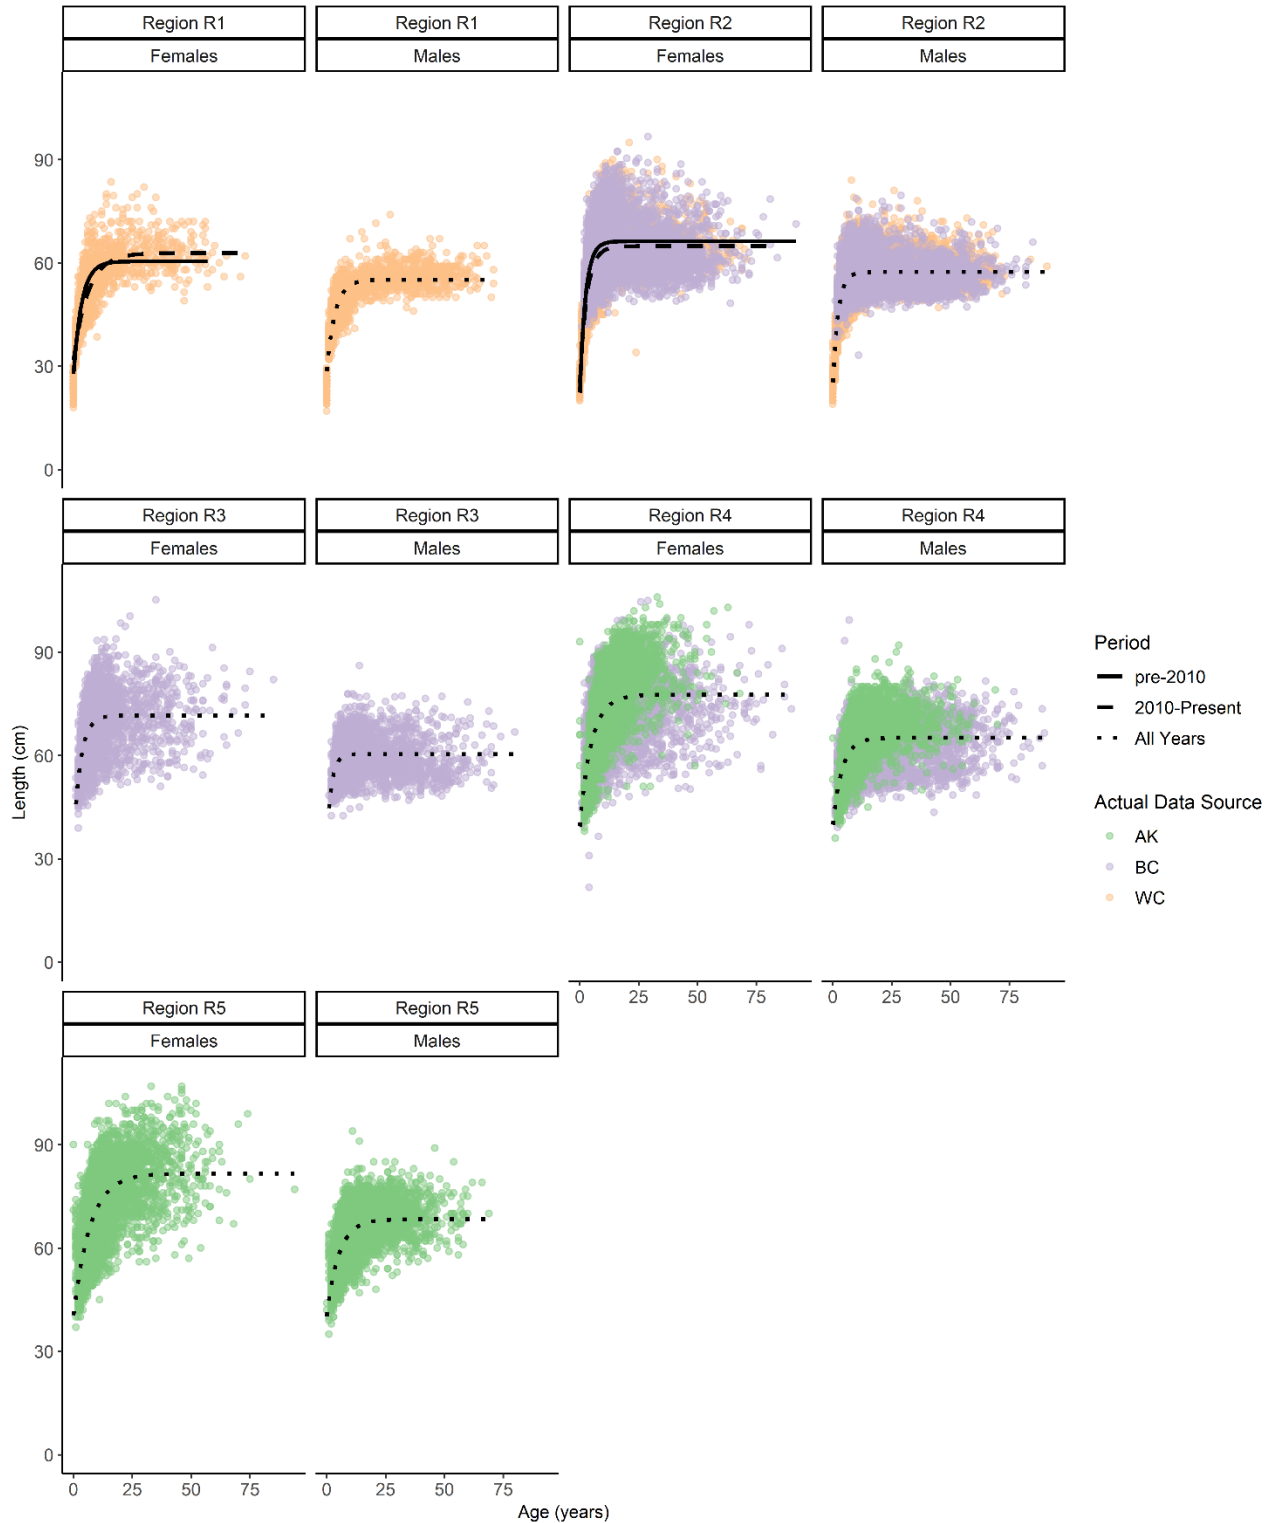 Region R1
Region R1
Region R2
Region R2
Females
Males
Females
Males
90
60
30
0
Region R3
Region R3
Region R4
Region R4
Females
Males
Females
Males
90
60
30
0
Length (cm)
0 25 50 75
0 25 50 75
Region R5
Region R5
Females
Males
90
60
30
0
0 25 50 75
0 25 50 75
Age (years)
Period
pre-2010
2010-Present
All Years
Actual Data Source
AK
BC
WC